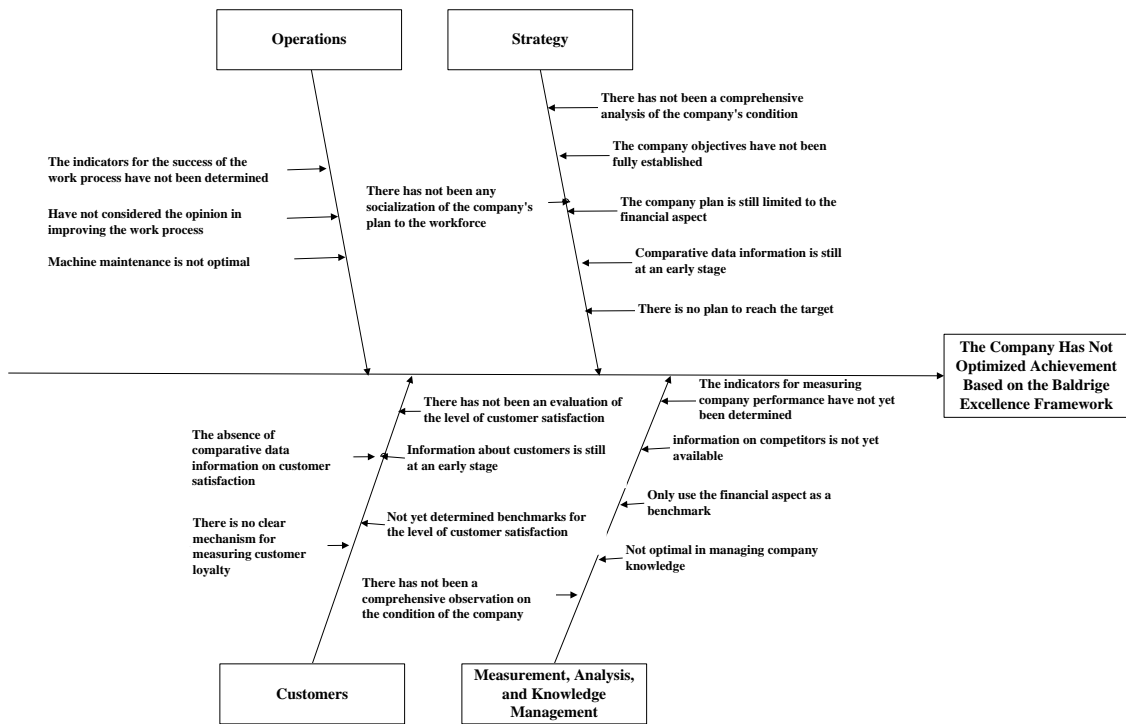 Operations
Strategy
There has not been a comprehensive
analysis of the company's condition
The company objectives have not been
fully established
The indicators for the success of the
work process have not been determined
There has not been any
socialization of the company's
plan to the workforce
The company plan is still limited to the
financial aspect
Have not considered the opinion in
improving the work process
Machine maintenance is not optimal
Comparative data information is still
at an early stage
There is no plan to reach the target
The Company Has Not
Optimized Achievement
Based on the Baldrige
Excellence Framework
There has not been an evaluation of
the level of customer satisfaction
The absence of
comparative data
information on customer
satisfaction
Information about customers is still
at an early stage
Not yet determined benchmarks for
the level of customer satisfaction
There is no clear
mechanism for
measuring customer
loyalty
The indicators for measuring
company performance have not yet
been determined
information on competitors is not yet
available
Only use the financial aspect as a
benchmark
Not optimal in managing company
knowledge
There has not been a
comprehensive observation on
the condition of the company
Customers
Measurement, Analysis,
and Knowledge
Management